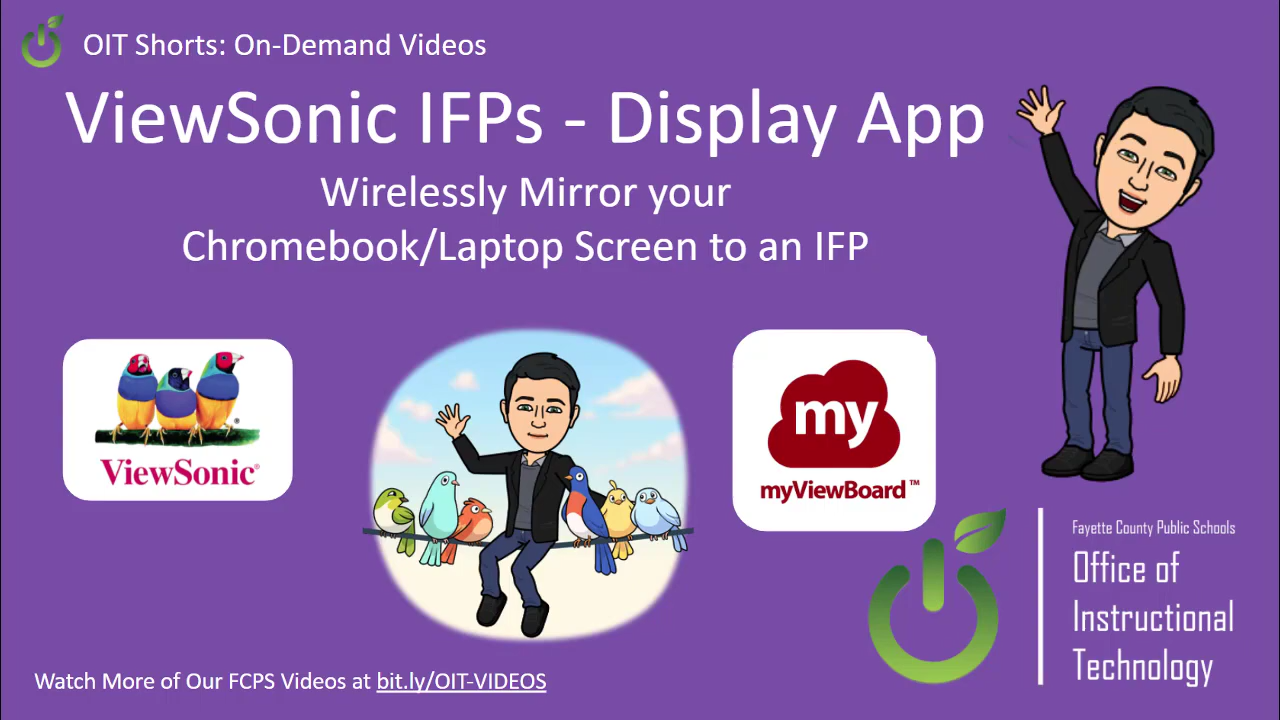 OIT Shorts: On-Demand Videos
ViewSonic IFPs - Display App
Wirelessly Mirror your
Chromebook/Laptop Screen to an IFP
ViewSonic®
my
myViewBoard™
Fayette County Public Schools
Office of
Instructional
Technology
Watch More of Our FCPS Videos at bit.ly/OIT-VIDEOS